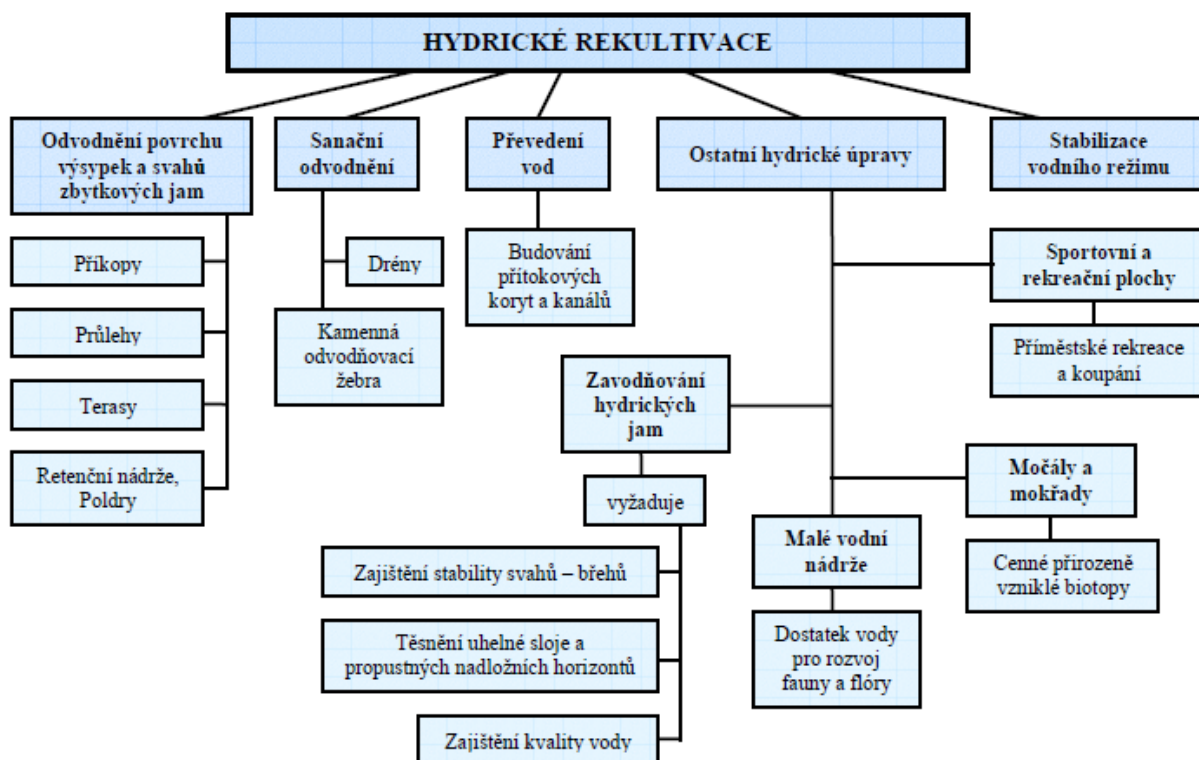 HYDRICKÉ REKULTIVACE
Odvodnění povrchu
výsypek a svahů
zbytkových jam
Sanační
odvodnění
Převedení
vod
Ostatní hydrické úpravy
Stabilizace
vodního režimu
Příkopy
Průlehy
Terasy
Retenční nádrže,
Poldry
Drény
Kamenná
odvodňovací
žebra
Budování
přítokových
koryt a kanálů
Sportovní a
rekreační plochy
Příměstské rekreace
a koupání
Zavodňování
hydrických
jam
vyžaduje
Zajištění stability svahů – břehů
Těsnění uhelné sloje a
propustných nadložních horizontů
Zajištění kvality vody
Malé vodní
nádrže
Dostatek vody
pro rozvoj
fauny a flóry
Močály a
mokřady
Cenné přirozeně
vzniklé biotopy